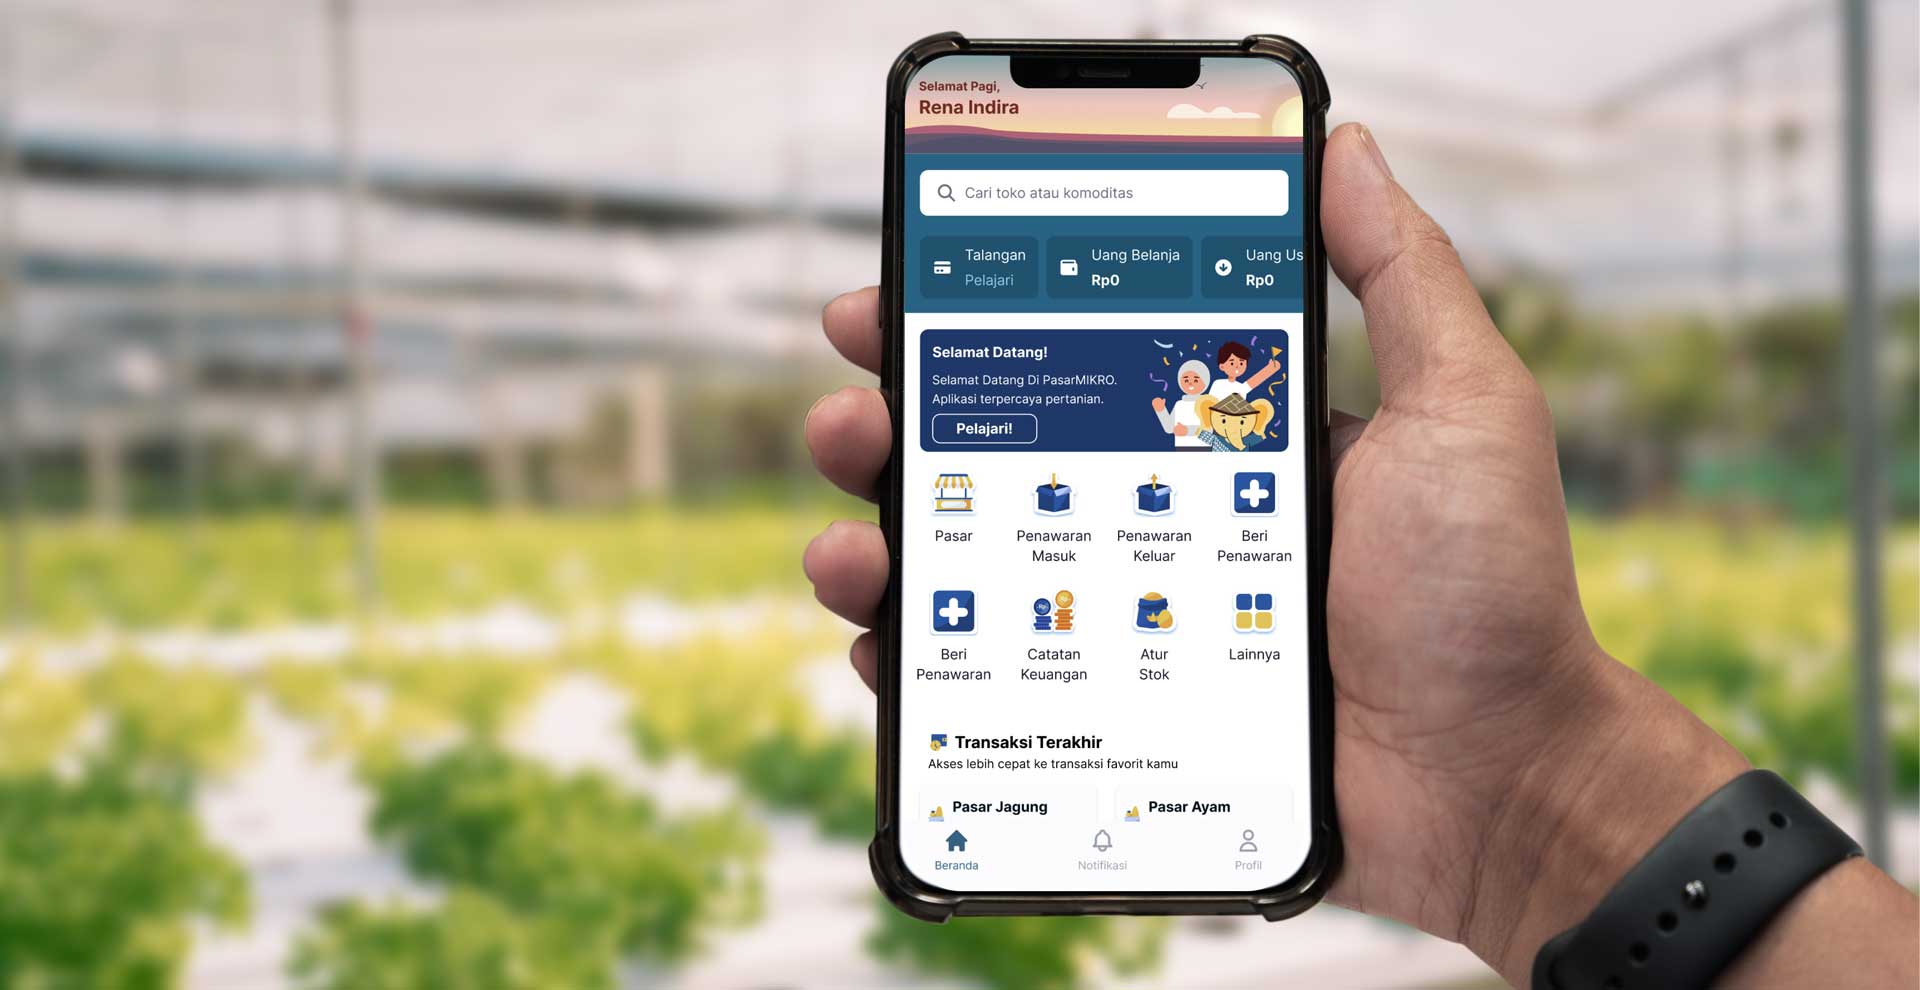 Selamat Pagi,
Rena Indira
Cari toko atau komoditas
Talangan
Pelajari
Uang Belanja
Rp0
Uang Us
Rp0
Selamat Datang!
Selamat Datang Di PasarMIKRO.
Aplikasi terpercaya pertanian.
Pelajari!
Pasar
Penawaran
Masuk
Penawaran
Keluar
Beri
Penawaran
Beri
Penawaran
Catatan
Keuangan
Atur
Stok
Lainnya
Transaksi Terakhir
Akses lebih cepat ke transaksi favorit kamu
Pasar Jagung
Pasar Ayam
Beranda
Notifikasi
Profil